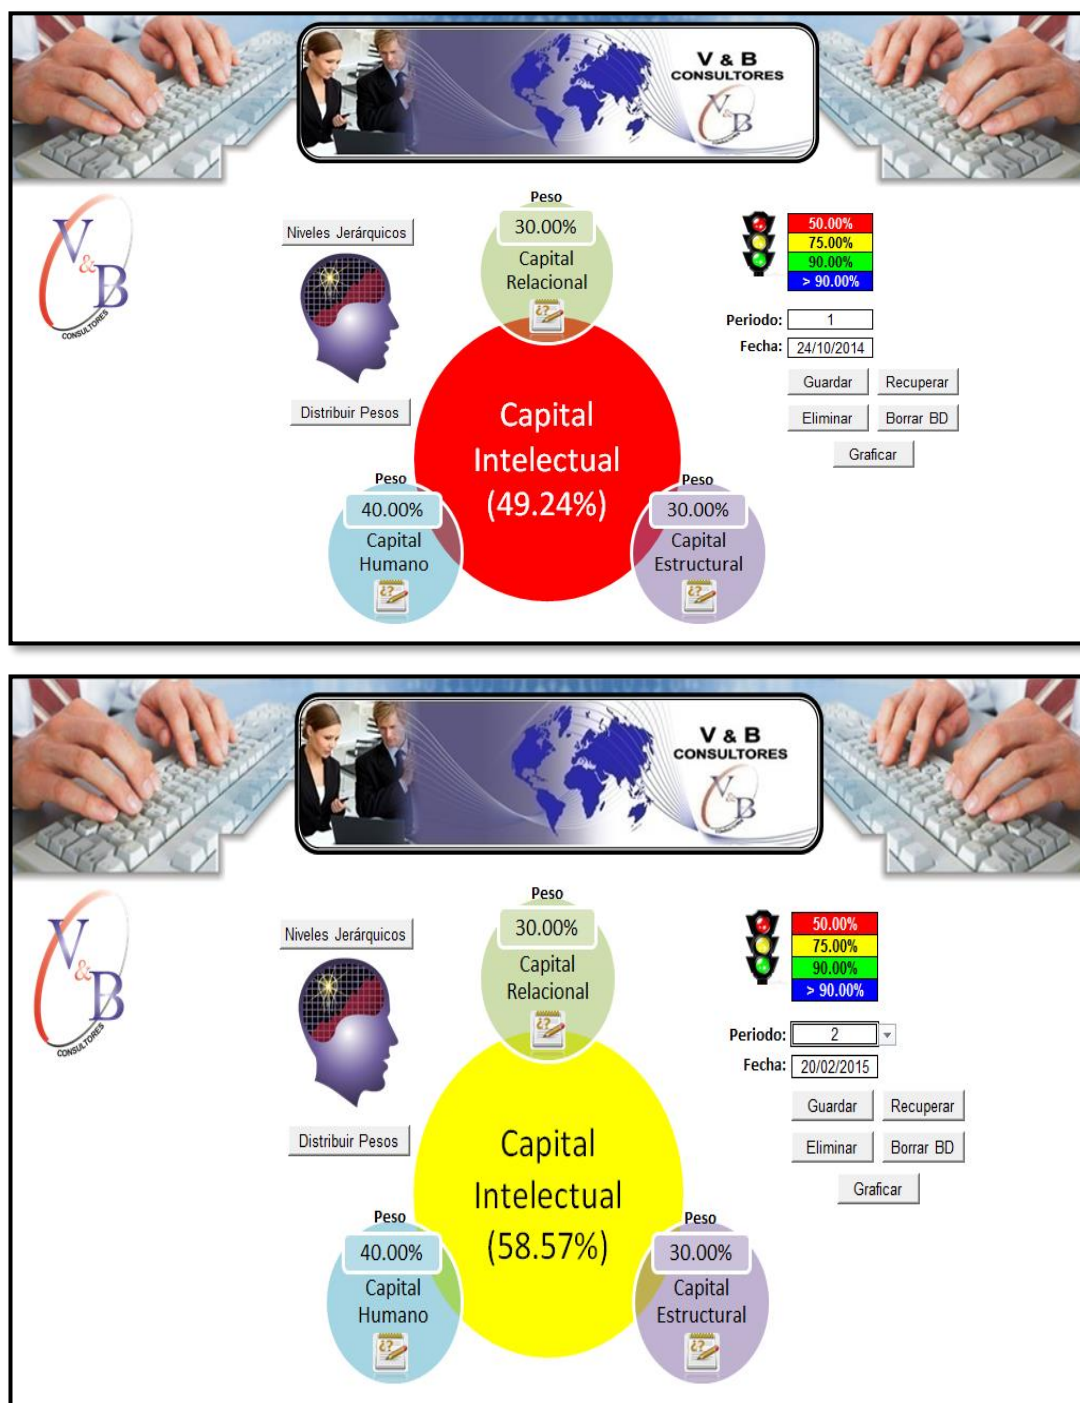 V & B
CONSULTORES
V
B
V
&
B
CONSULTORES
Niveles Jerárquicos
Distribuir Pesos
Peso
30.00%
Capital
Relacional
Capital
Intelectual
(49.24%)
Peso
40.00%
Capital
Humano
Peso
30.00%
Capital
Estructural
50.00%
75.00%
90.00%
> 90.00%
Periodo: 1
Fecha: 24/10/2014
Guardar Recuperar
Eliminar Borrar BD
Graficar
V & B
CONSULTORES
V
B
V
&
B
CONSULTORES
Niveles Jerárquicos
Distribuir Pesos
Peso
30.00%
Capital
Relacional
Capital
Intelectual
(58.57%)
Peso
40.00%
Capital
Humano
Peso
30.00%
Capital
Estructural
50.00%
75.00%
90.00%
> 90.00%
Periodo: 2
Fecha: 20/02/2015
Guardar Recuperar
Eliminar Borrar BD
Graficar